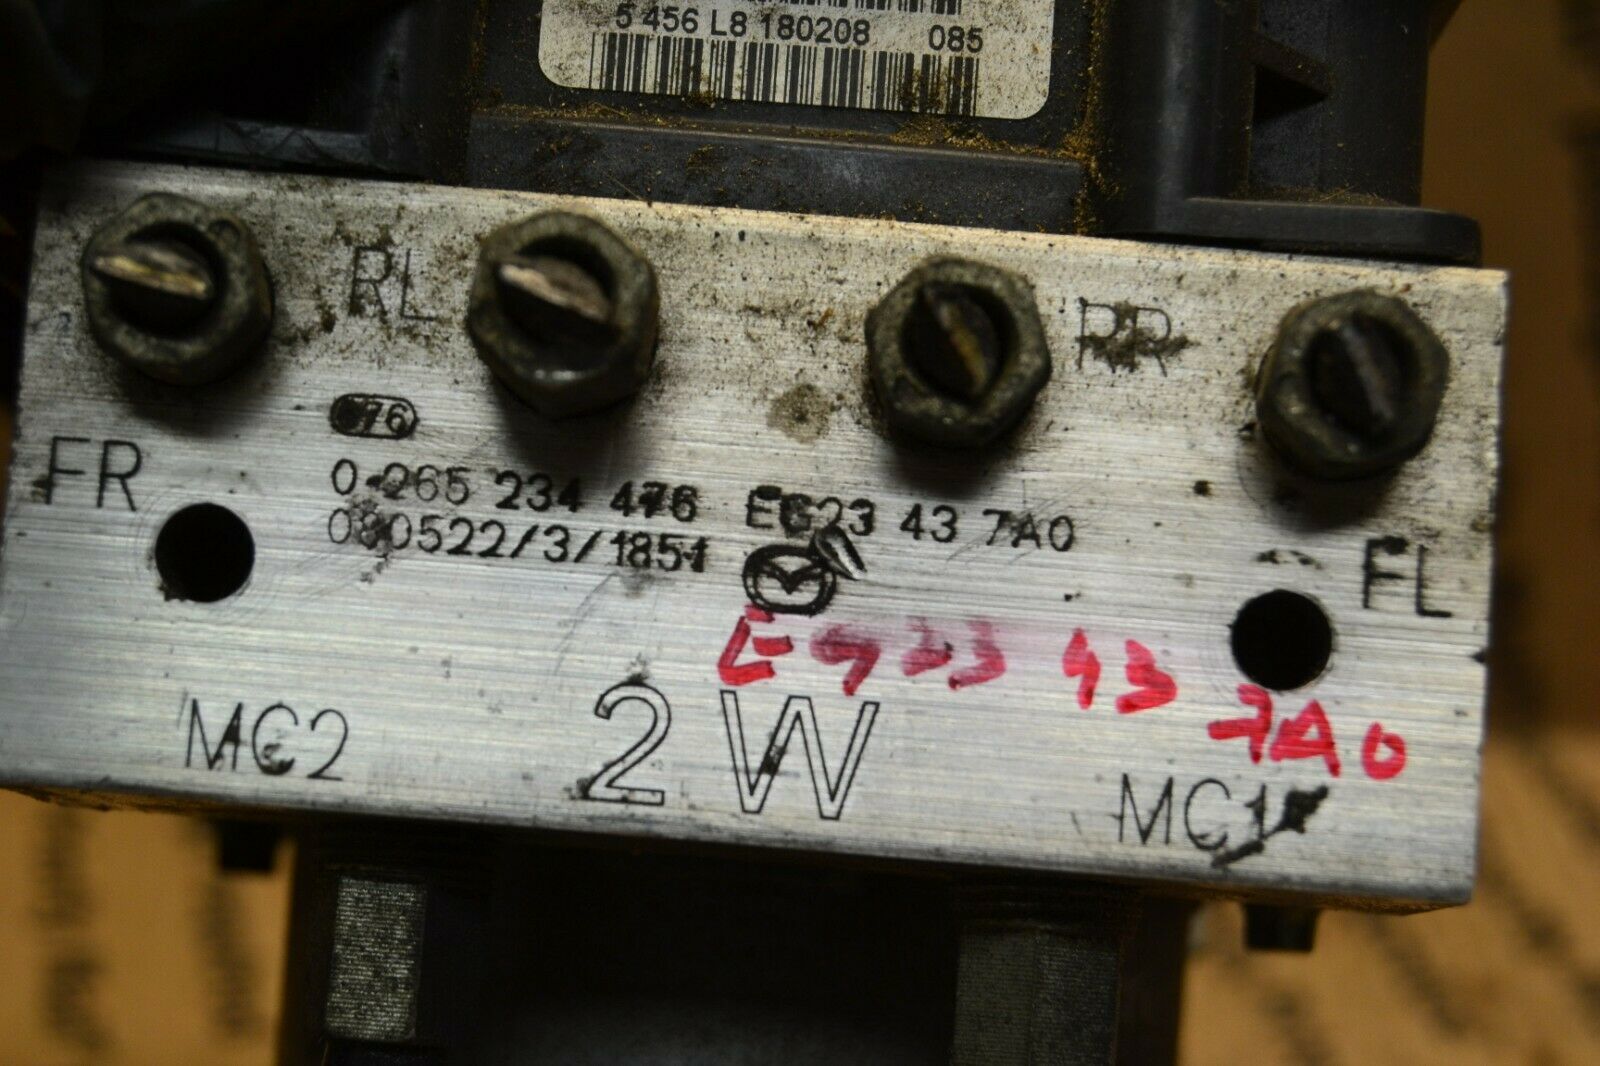 5 456 L8 180208 085
RL
RR
76
FR
0 265 234 476 EG23 43 7A0
080522/3/1851
FL
EG23 43 7A0
MC2
2W
MC1